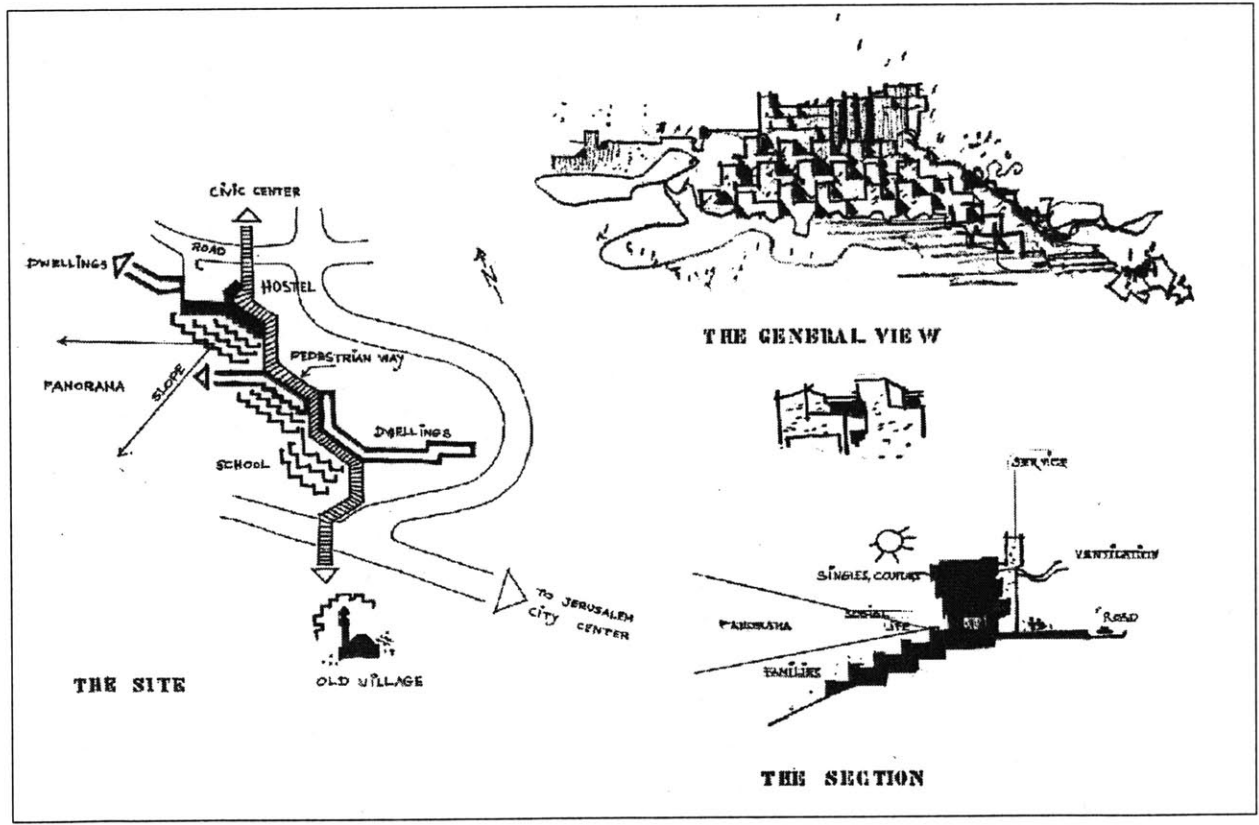 CIVIC CENTER
ROAD
DWELLINGS
HOSTEL
PEDESTRIAN WAY
PANORAMA
SLOPE
DWELLINGS
SCHOOL
TO JERUSALEM
CITY CENTER
OLD VILLAGE
THE SITE
N
THE GENERAL VIEW
SERVICE
VENTILATION
SINGLES, COUPLES
SOCIAL
LIFE
PANORAMA
ROAD
FAMILIES
THE SECTION